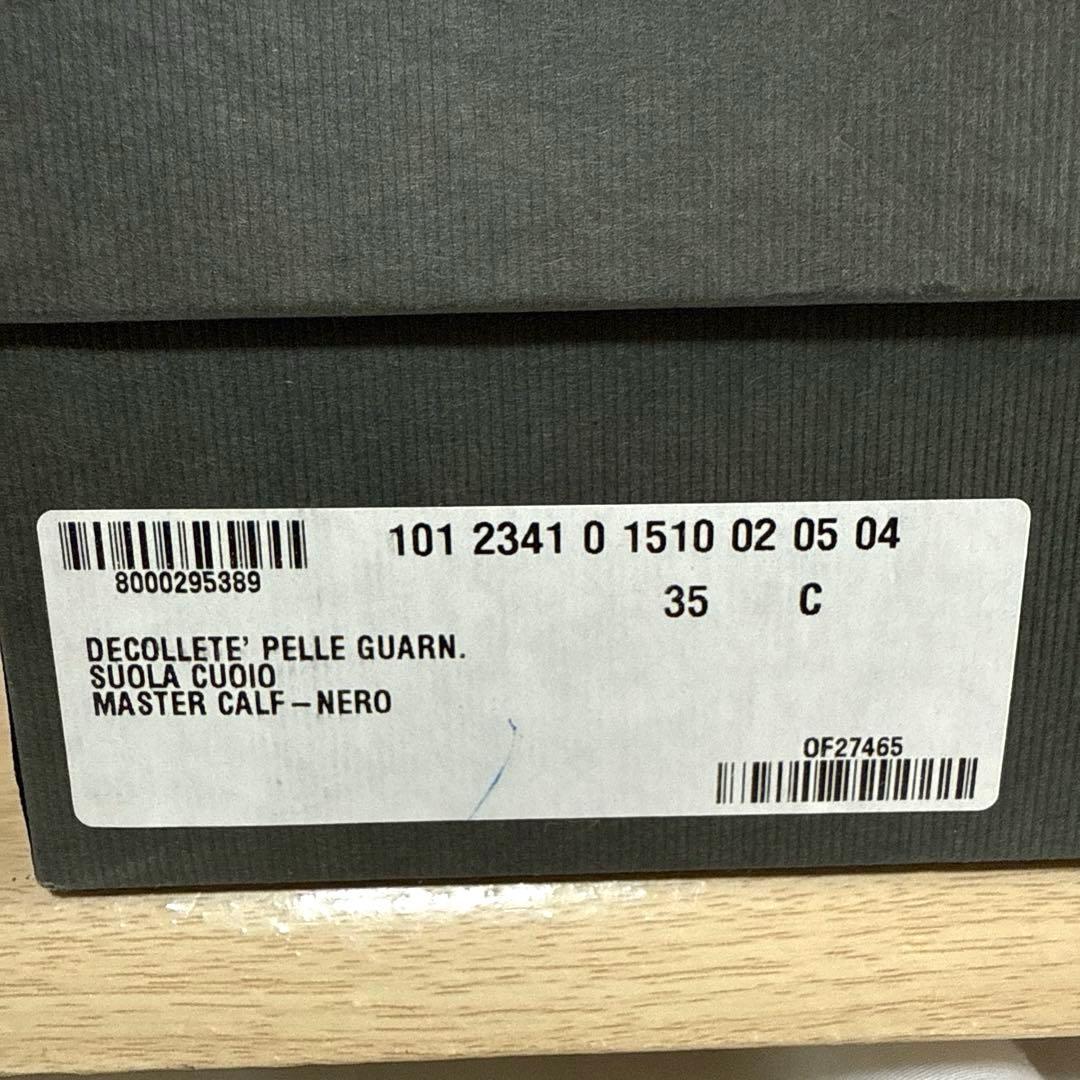 101 2341 0 1510 02 05 04
8000295389
35 C
DECOLLETE' PELLE GUARN.
SUOLA CUOIO
MASTER CALF-NERO
OF27465